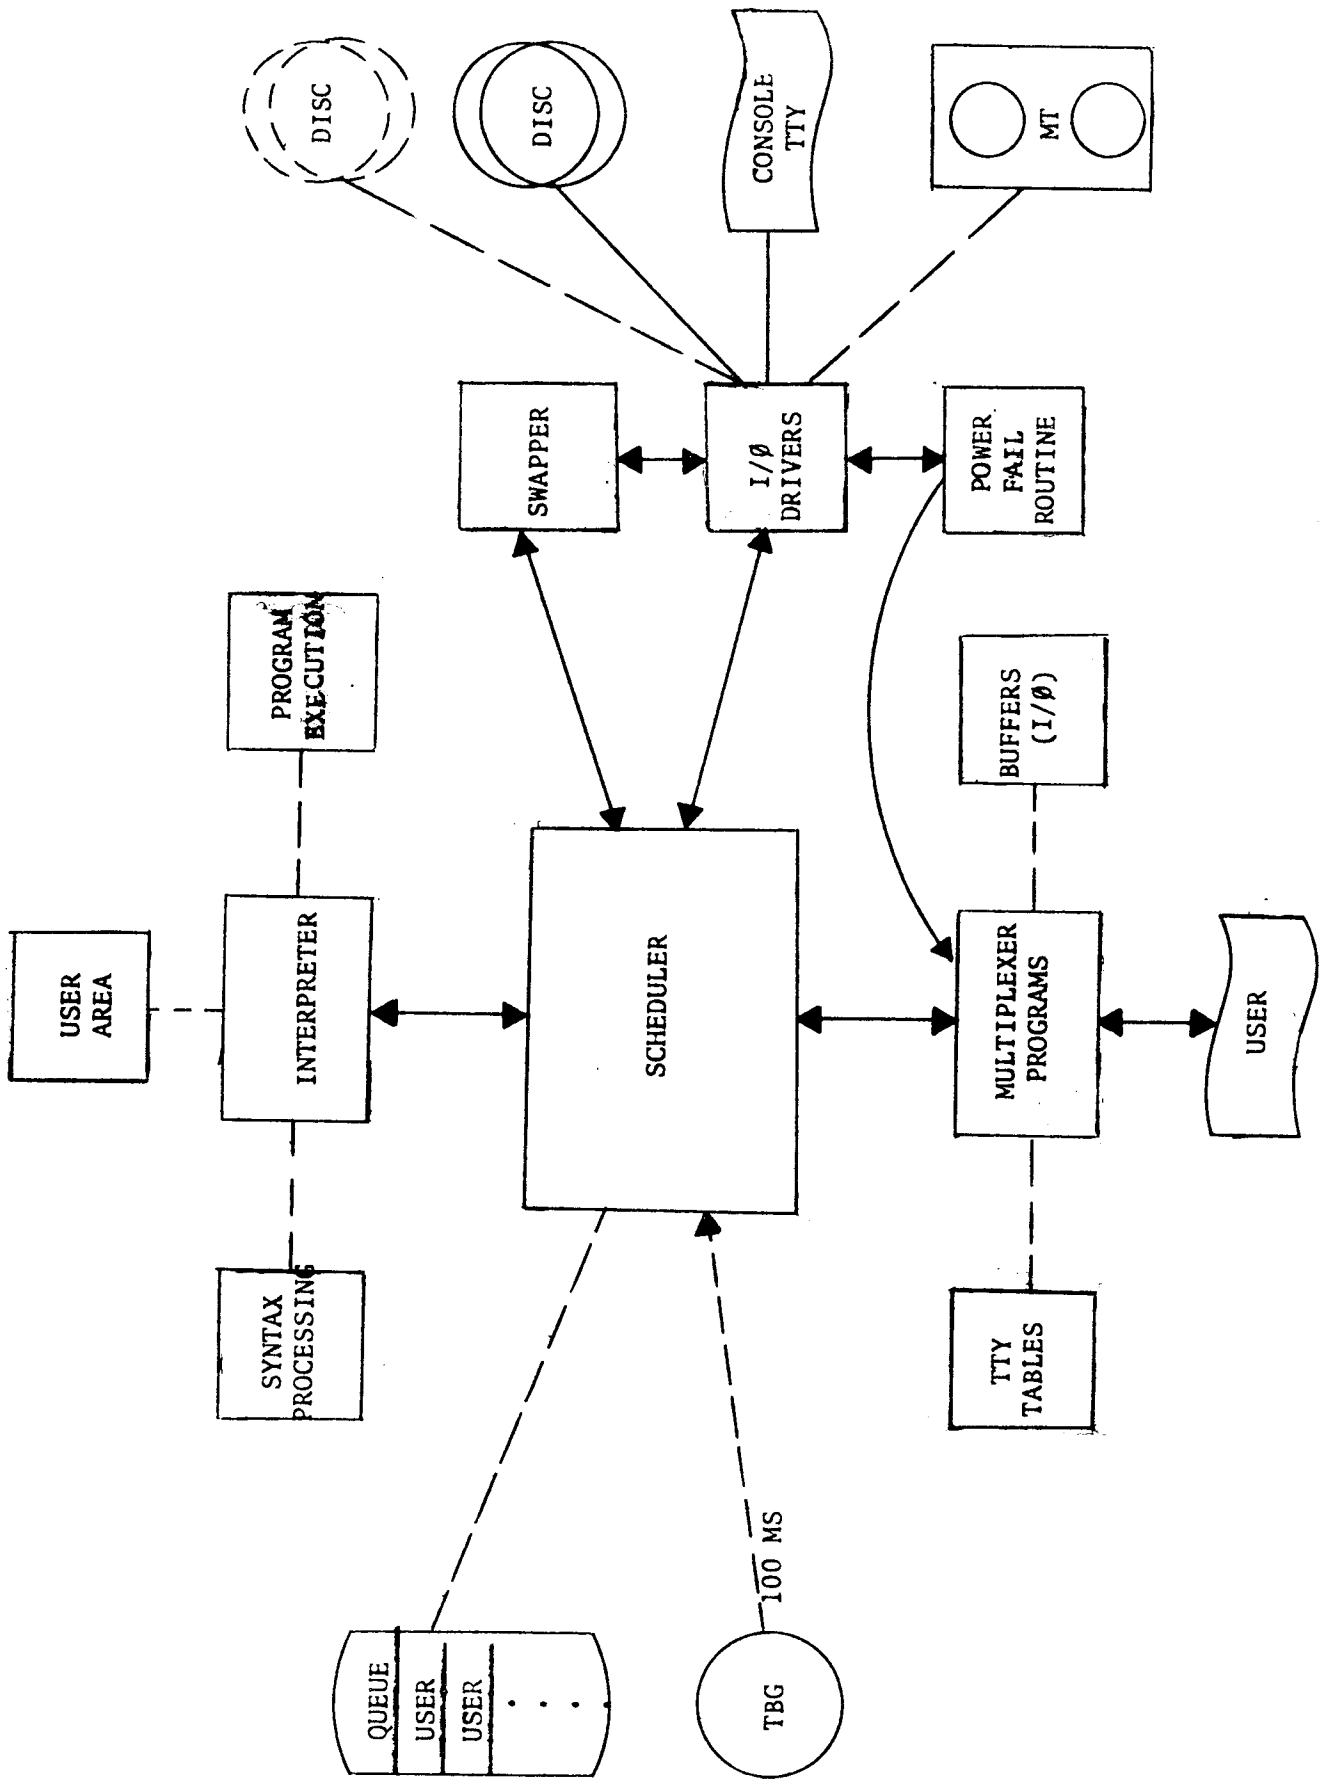 USER
AREA
SYNTAX
PROCESSING
INTERPRETER
PROGRAM
EXECUTION
DISC
QUEUE
USER
USER
SCHEDULER
SWAPPER
DISC
TBG
100 MS
I/Ø
DRIVERS
CONSOLE
TTY
TTY
TABLES
MULTIPLEXER
PROGRAMS
BUFFERS
(I/Ø)
POWER
FAIL
ROUTINE
MT
USER